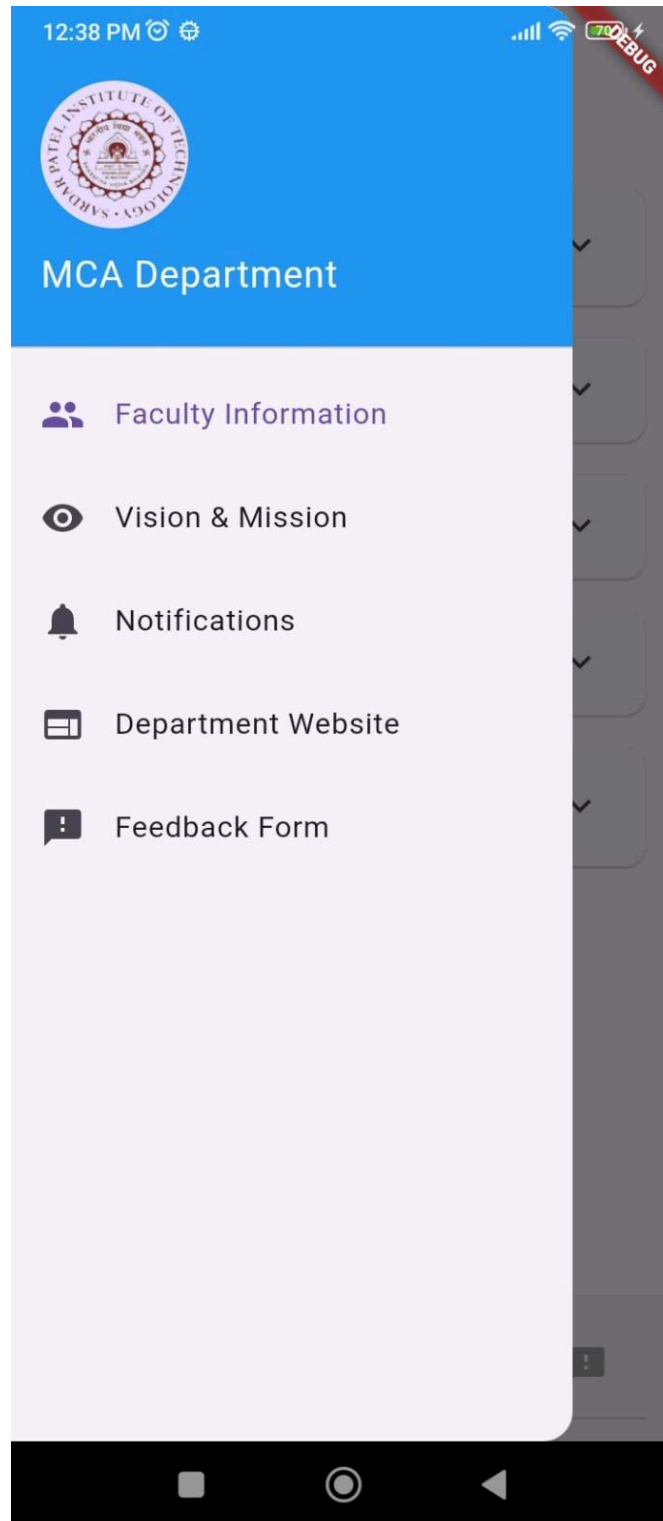 12:38 PM
70
DEBUG
SARDAR PATEL INSTITUTE OF TECHNOLOGY
MCA Department
Faculty Information
Vision & Mission
Notifications
Department Website
Feedback Form